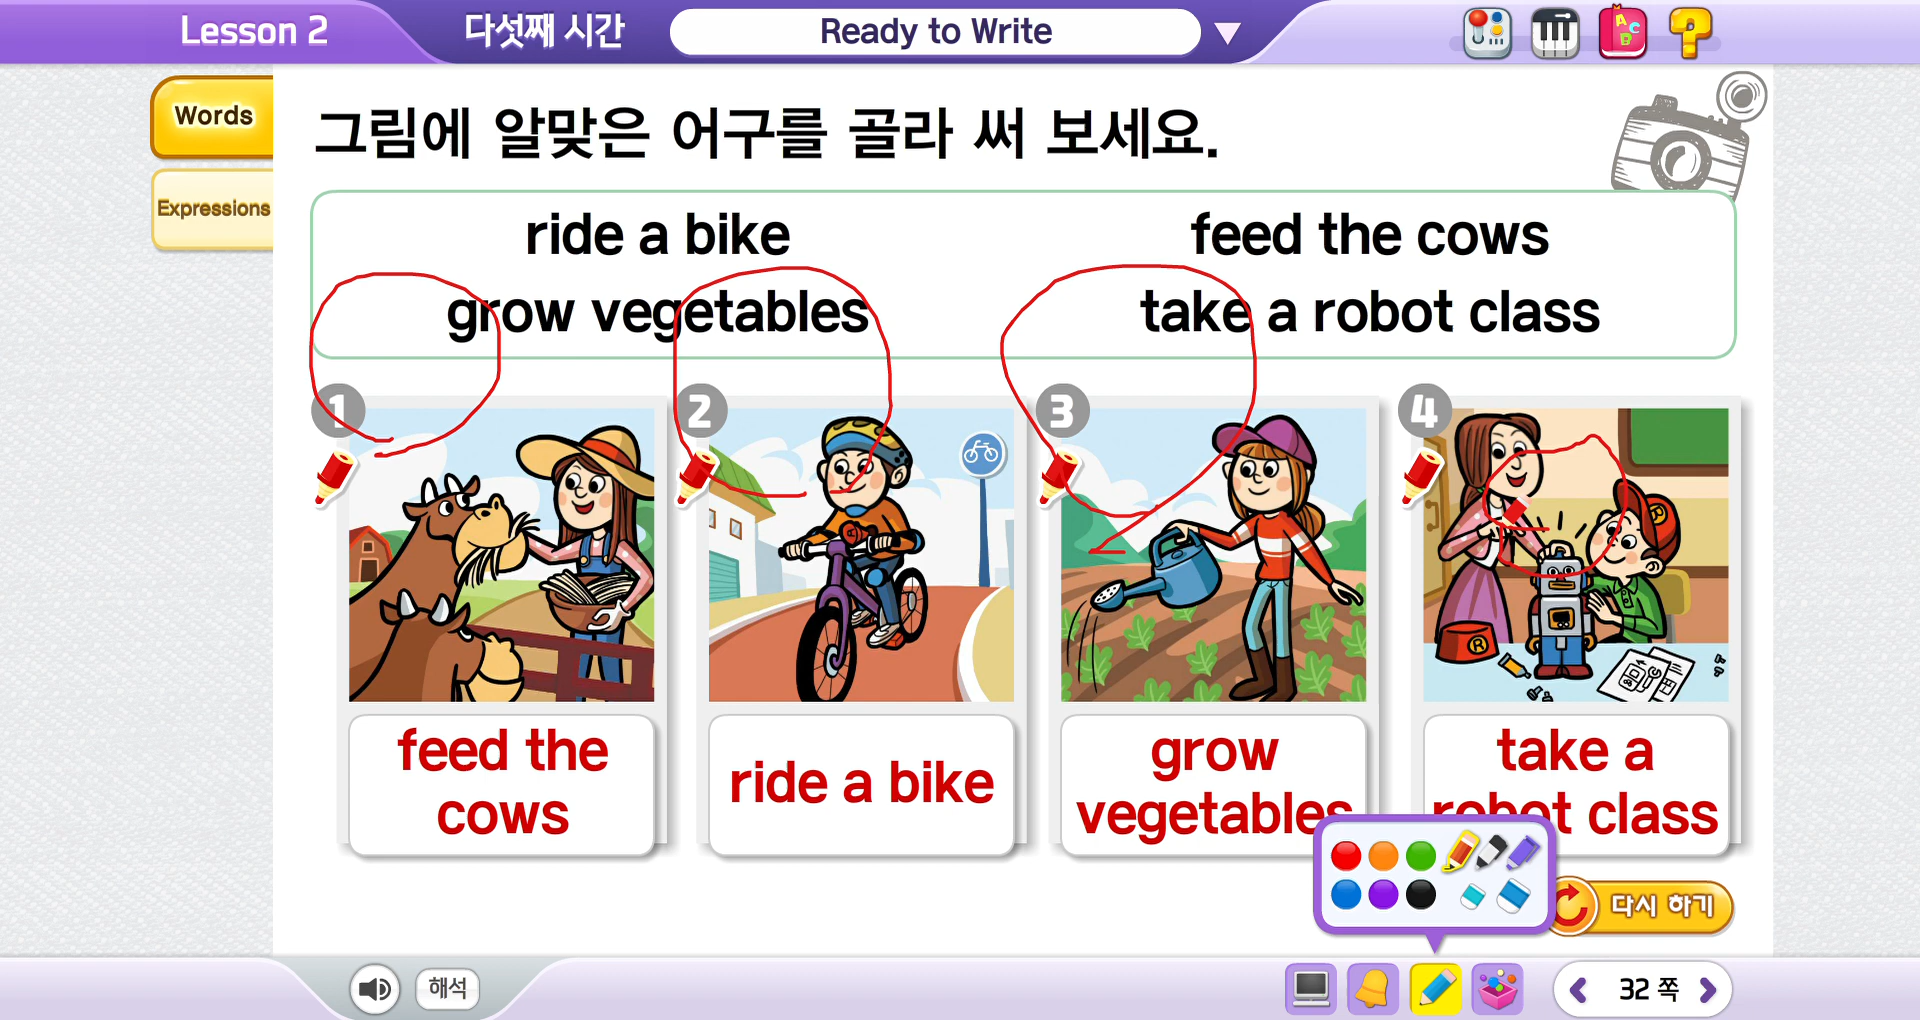 Lesson 2
다섯째 시간
Ready to Write
Words
Expressions
그림에 알맞은 어구를 골라 써 보세요.
ride a bike
feed the cows
grow vegetables
take a robot class
1
2
3
4
feed the
cows
ride a bike
grow
vegetables
take a
robot class
다시 하기
해석
32 쪽